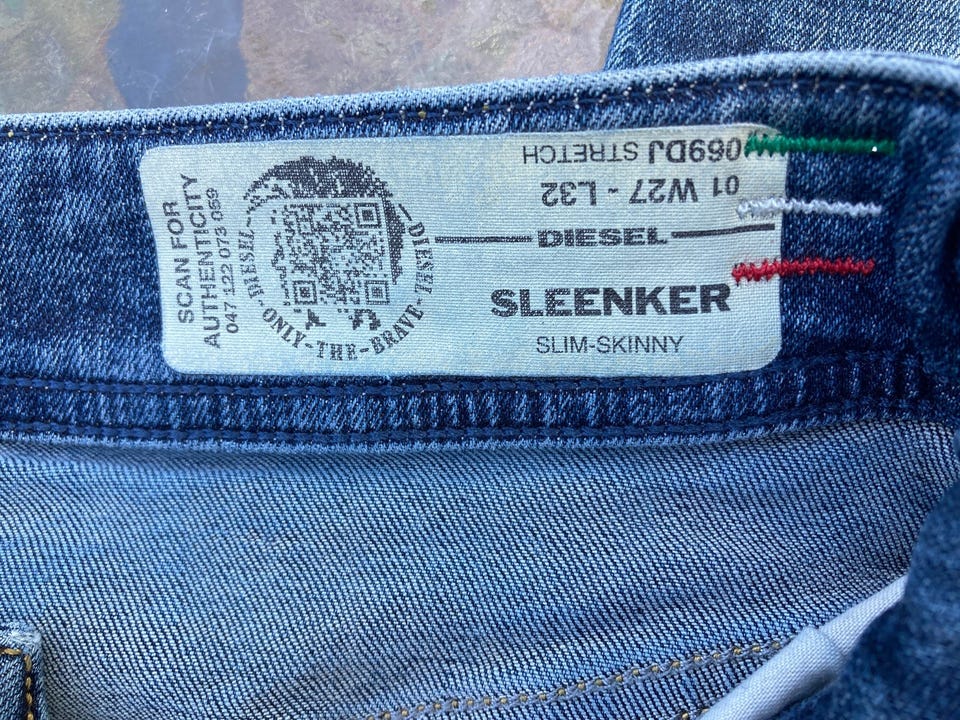 SCAN FOR
AUTHENTICITY
047 122 073 059
DIESEL-ONLY-THE-BRAVE-DIESEL
069DJ STRETCH
01 W27 - L32
DIESEL
SLEENKER
SLIM-SKINNY